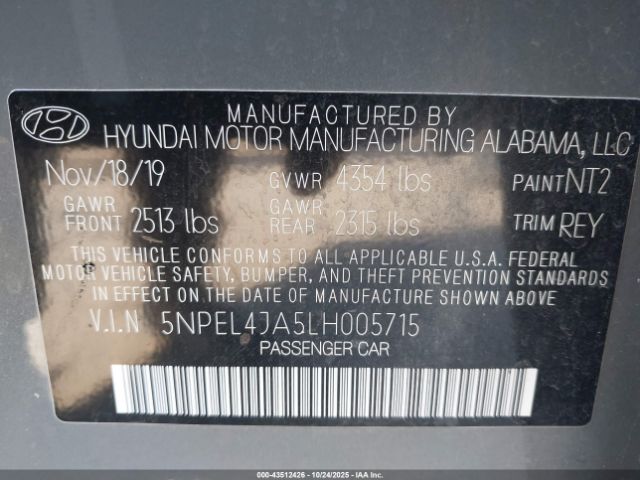 MANUFACTURED BY
HYUNDAI MOTOR MANUFACTURING ALABAMA, LLC
Nov/18/19 GVWR 4354 lbs PAINT NT2
GAWR FRONT 2513 lbs GAWR REAR 2315 lbs TRIM REY
THIS VEHICLE CONFORMS TO ALL APPLICABLE U.S.A. FEDERAL
MOTOR VEHICLE SAFETY, BUMPER, AND THEFT PREVENTION STANDARDS
IN EFFECT ON THE DATE OF MANUFACTURE SHOWN ABOVE.
V.I.N 5NPEL4JA5LH005715
PASSENGER CAR
000-43512426 - 10/24/2025 - IAAI.COM